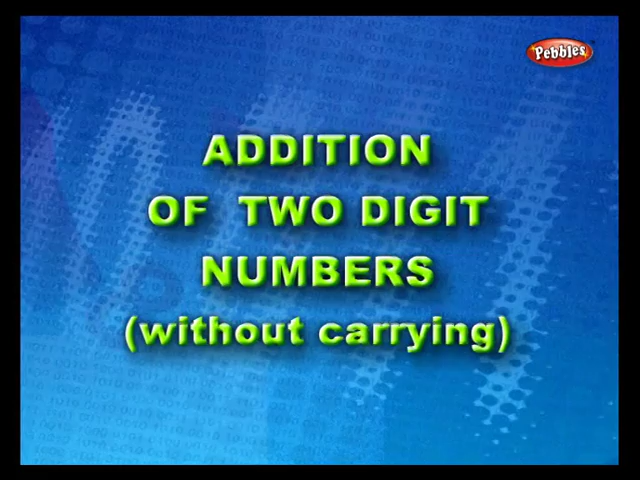 Pebbles
ADDITION
OF TWO DIGIT
NUMBERS
(without carrying)